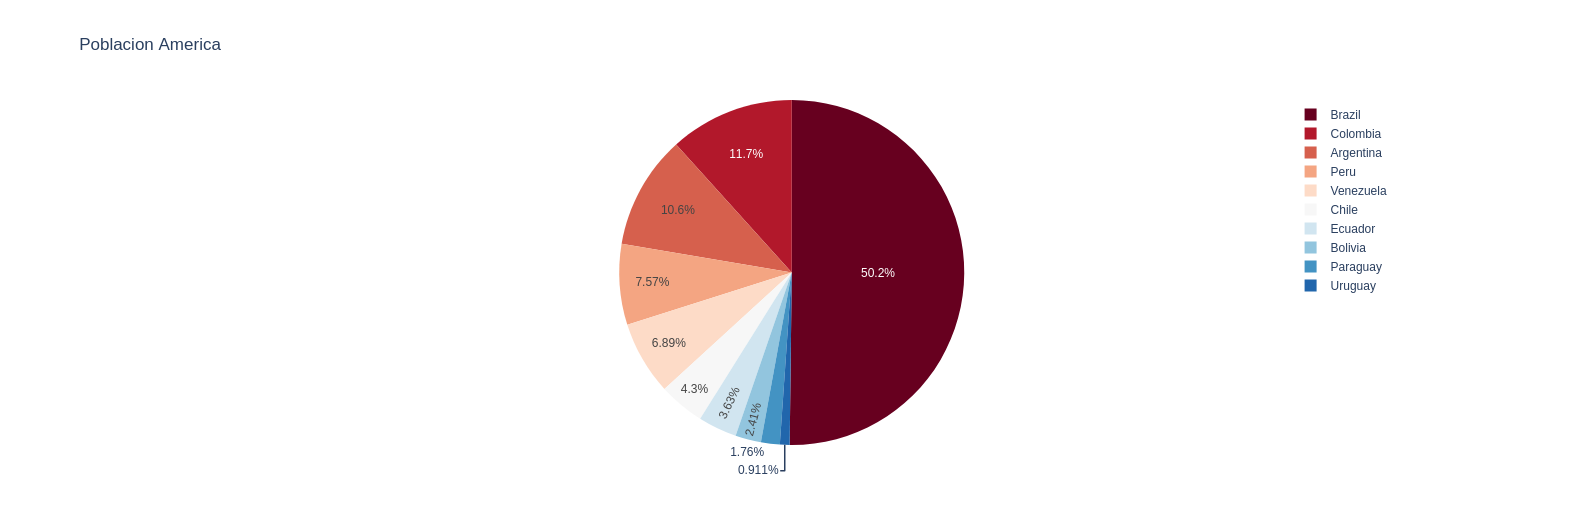 Poblacion America
11.7%
50.2%
10.6%
7.57%
6.89%
4.3%
3.63%
2.41%
1.76%
0.911%
Brazil
Colombia
Argentina
Peru
Venezuela
Chile
Ecuador
Bolivia
Paraguay
Uruguay